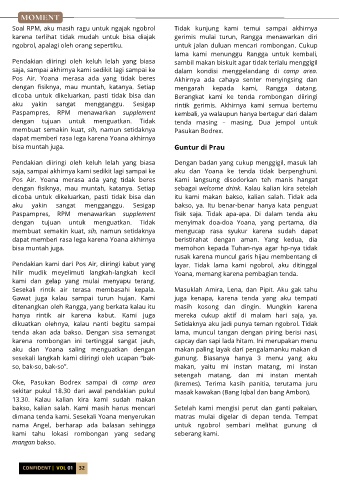 MOMENT
Soal RPM, aku masih ragu untuk ngajak ngobrol
karena terlihat tidak mudah untuk bisa diajak
ngobrol, apalagi oleh orang sepertiku.
Pendakian diiringi oleh keluh lelah yang biasa
saja, sampai akhirnya kami sedikit lagi sampai ke
Pos Air. Yoana merasa ada yang tidak beres
dengan fisiknya, mau muntah, katanya. Setiap
dicoba untuk dikeluarkan, pasti tidak bisa dan
aku yakin sangat mengganggu. Sesigap
Paspampres, RPM menawarkan supplement
dengan tujuan untuk menguatkan. Tidak
membuat semakin kuat, sih, namun setidaknya
dapat memberi rasa lega karena Yoana akhirnya
bisa muntah juga.
Pendakian diiringi oleh keluh lelah yang biasa
saja, sampai akhirnya kami sedikit lagi sampai ke
Pos Air. Yoana merasa ada yang tidak beres
dengan fisiknya, mau muntah, katanya. Setiap
dicoba untuk dikeluarkan, pasti tidak bisa dan
aku yakin sangat mengganggu. Sesigap
Paspampres, RPM menawarkan supplement
dengan tujuan untuk menguatkan. Tidak
membuat semakin kuat, sih, namun setidaknya
dapat memberi rasa lega karena Yoana akhirnya
bisa muntah juga.
Pendakian kami dari Pos Air, diiringi kabut yang
hilir mudik meyelimuti langkah-langkah kecil
kami dan gelap yang mulai menyapu terang.
Sesekali rintik air terasa membasahi kepala.
Gawat juga kalau sampai turun hujan. Kami
ditenangkan oleh Rangga, yang berkata kalau itu
hanya rintik air karena kabut. Kami juga
dikuatkan olehnya, kalau nanti begitu sampai
tenda akan ada bakso. Dengan sisa semangat
karena rombongan ini tertinggal sangat jauh,
aku dan Yoana saling menguatkan dengan
sesekali langkah kami diiringi oleh ucapan "bak-
so, bak-so, bak-so".
Oke, Pasukan Bodrex sampai di camp area
sekitar pukul 18.30 dari awal pendakian pukul
13.30. Kalau kalian kira kami sudah makan
bakso, kalian salah. Kami masih harus mencari
dimana tenda kami. Sesekali Yoana menyerukan
nama Angel, berharap ada balasan sehingga
kami tahu lokasi rombongan yang sedang
mangan bakso.
Tidak kunjung kami temui sampai akhirnya
gerimis mulai turun, Rangga menawarkan diri
untuk jalan duluan mencari rombongan. Cukup
lama kami menunggu Rangga untuk kembali,
sambil makan biskuit agar tidak terlalu menggigil
dalam kondisi menggelandang di camp area.
Akhirnya ada cahaya senter menyingsing dan
mengarah kepada kami, Rangga datang.
Berangkat kami ke tenda rombongan diiringi
rintik gerimis. Akhirnya kami semua bertemu
kembali, ya walaupun hanya bertegur dari dalam
tenda masing - masing. Dua jempol untuk
Pasukan Bodrex.
Guntur di Prau
Dengan badan yang cukup menggigil, masuk lah
aku dan Yoana ke tenda tidak berpenghuni.
Kami langsung disodorkan teh manis hangat
sebagai welcome drink. Kalau kalian kira setelah
itu kami makan bakso, kalian salah. Tidak ada
bakso, ya. Itu benar-benar hanya kata penguat
fisik saja. Tidak apa-apa. Di dalam tenda aku
menyimak doa-doa Yoana, yang pertama, dia
mengucap rasa syukur karena sudah dapat
beristirahat dengan aman. Yang kedua, dia
memohon kepada Tuhan-nya agar hp-nya tidak
rusak karena muncul garis hijau membentang di
layar. Tidak lama kami ngobrol, aku ditinggal
Yoana, memang karena pembagian tenda.
Masuklah Amira, Lena, dan Pipit. Aku gak tahu
juga kenapa, karena tenda yang aku tempati
masih kosong dan dingin. Mungkin karena
mereka cukup aktif di malam hari saja, ya.
Setidaknya aku jadi punya teman ngobrol. Tidak
lama, muncul tangan dengan piring berisi nasi,
capcay dan sapi lada hitam. Ini merupakan menu
makan paling layak dari pengalamanku makan di
gunung. Biasanya hanya 3 menu yang aku
makan, yaitu mi instan matang, mi instan
setengah matang, dan mi instan mentah
(kremes), Terima kasih panitia, terutama juru
masak kawakan (Bang Iqbal dan bang Ambon).
Setelah kami mengisi perut dan ganti pakaian,
matras mulai digelar di depan tenda. Tempat
untuk ngobrol sembari melihat gunung di
seberang kami.
CONFIDENT | VOL 01 32